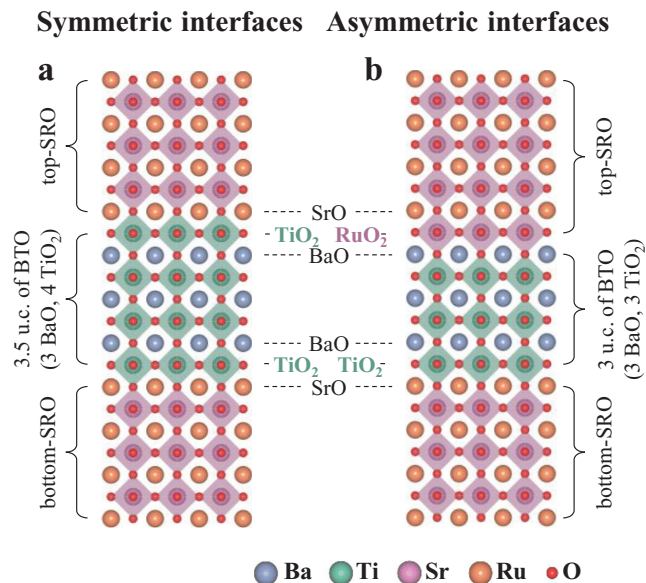 Symmetric interfaces Asymmetric interfaces
a
b
top-SRO
3.5 u.c. of BTO
(3 BaO, 4 TiO2)
bottom-SRO
SrO
TiO2 RuO2
BaO
BaO
TiO2 TiO2
SrO
top-SRO
3 u.c. of BTO
(3 BaO, 3 TiO2)
bottom-SRO
Ba Ti Sr Ru O